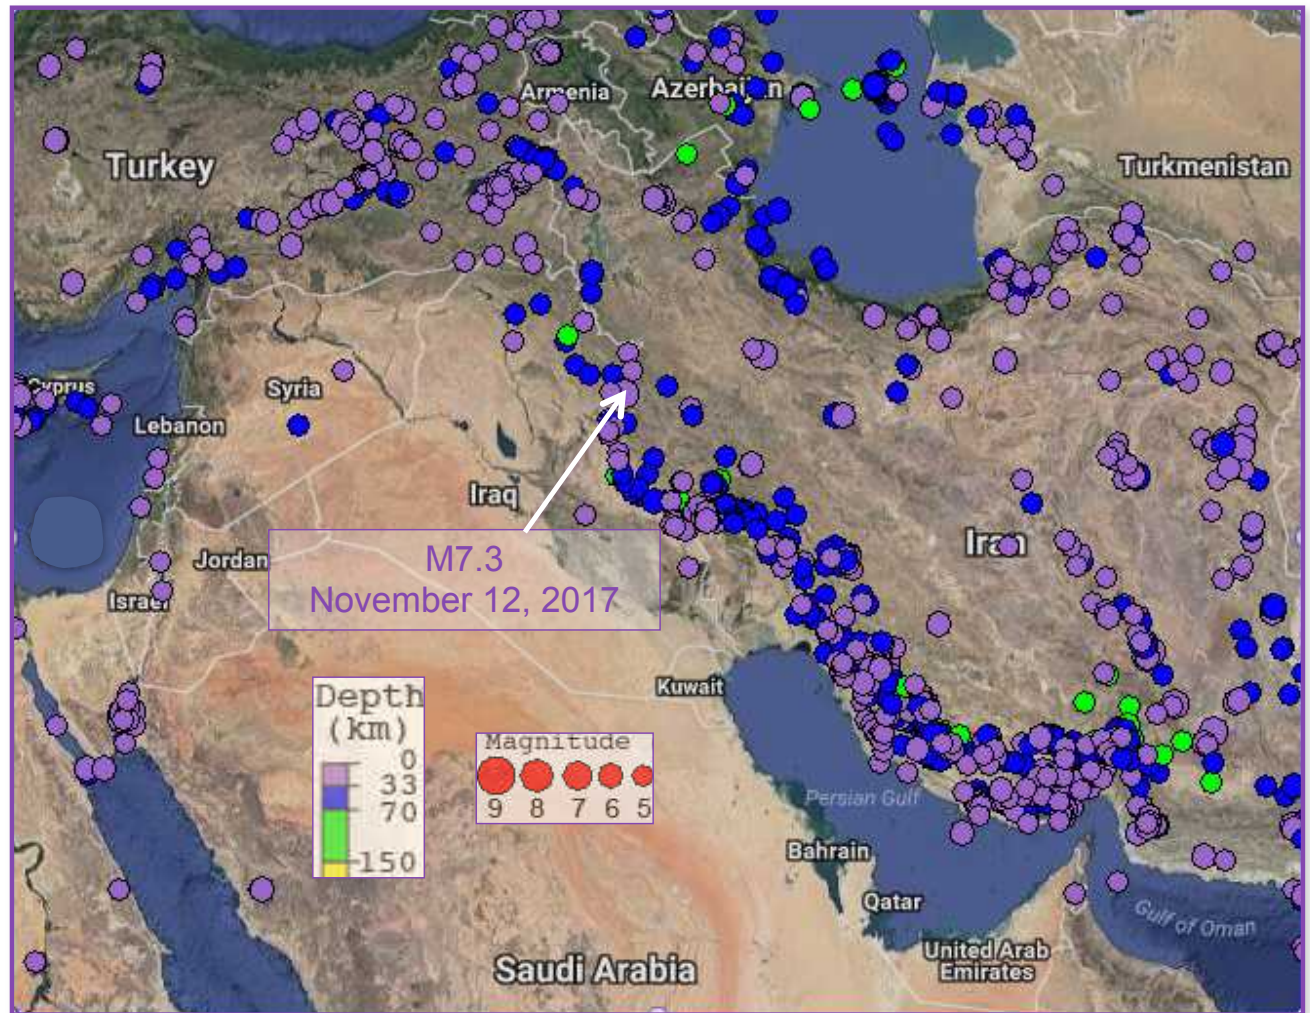 Armenia
Azerbaijan
Turkey
Turkmenistan
Cyprus
Syria
Lebanon
Iraq
Iran
Jordan
M7.3
November 12, 2017
Israel
Kuwait
Depth
(km)
0
33
70
150
Magnitude
9 8 7 6 5
Persian Gulf
Bahrain
Qatar
Gulf of Oman
United Arab
Emirates
Saudi Arabia